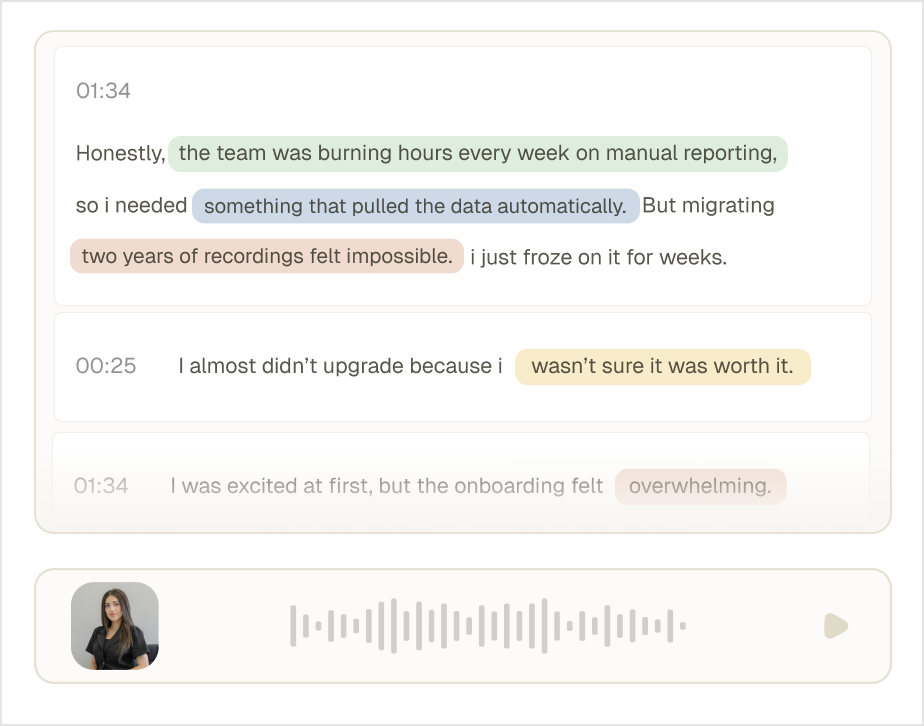 01:34
Honestly, the team was burning hours every week on manual reporting,
so i needed something that pulled the data automatically. But migrating
two years of recordings felt impossible. i just froze on it for weeks.
00:25 I almost didn’t upgrade because i wasn’t sure it was worth it.
01:34 I was excited at first, but the onboarding felt overwhelming.